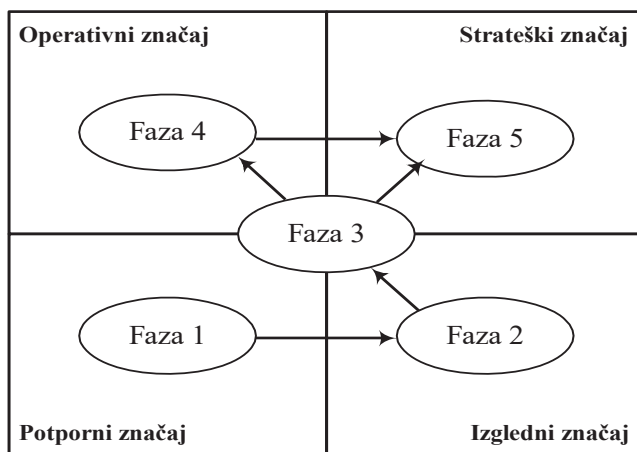 Operativni značaj
Strateški značaj
Faza 4
Faza 5
Faza 3
Faza 1
Faza 2
Potporni značaj
Izgledni značaj